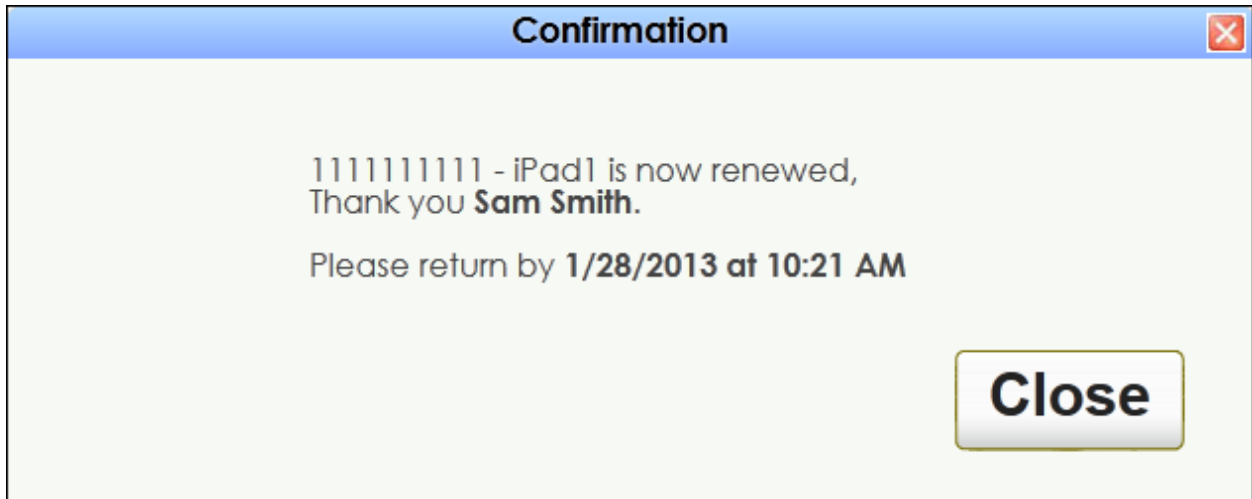 Confirmation
1111111111 - iPad1 is now renewed,
Thank you Sam Smith.
Please return by 1/28/2013 at 10:21 AM
Close